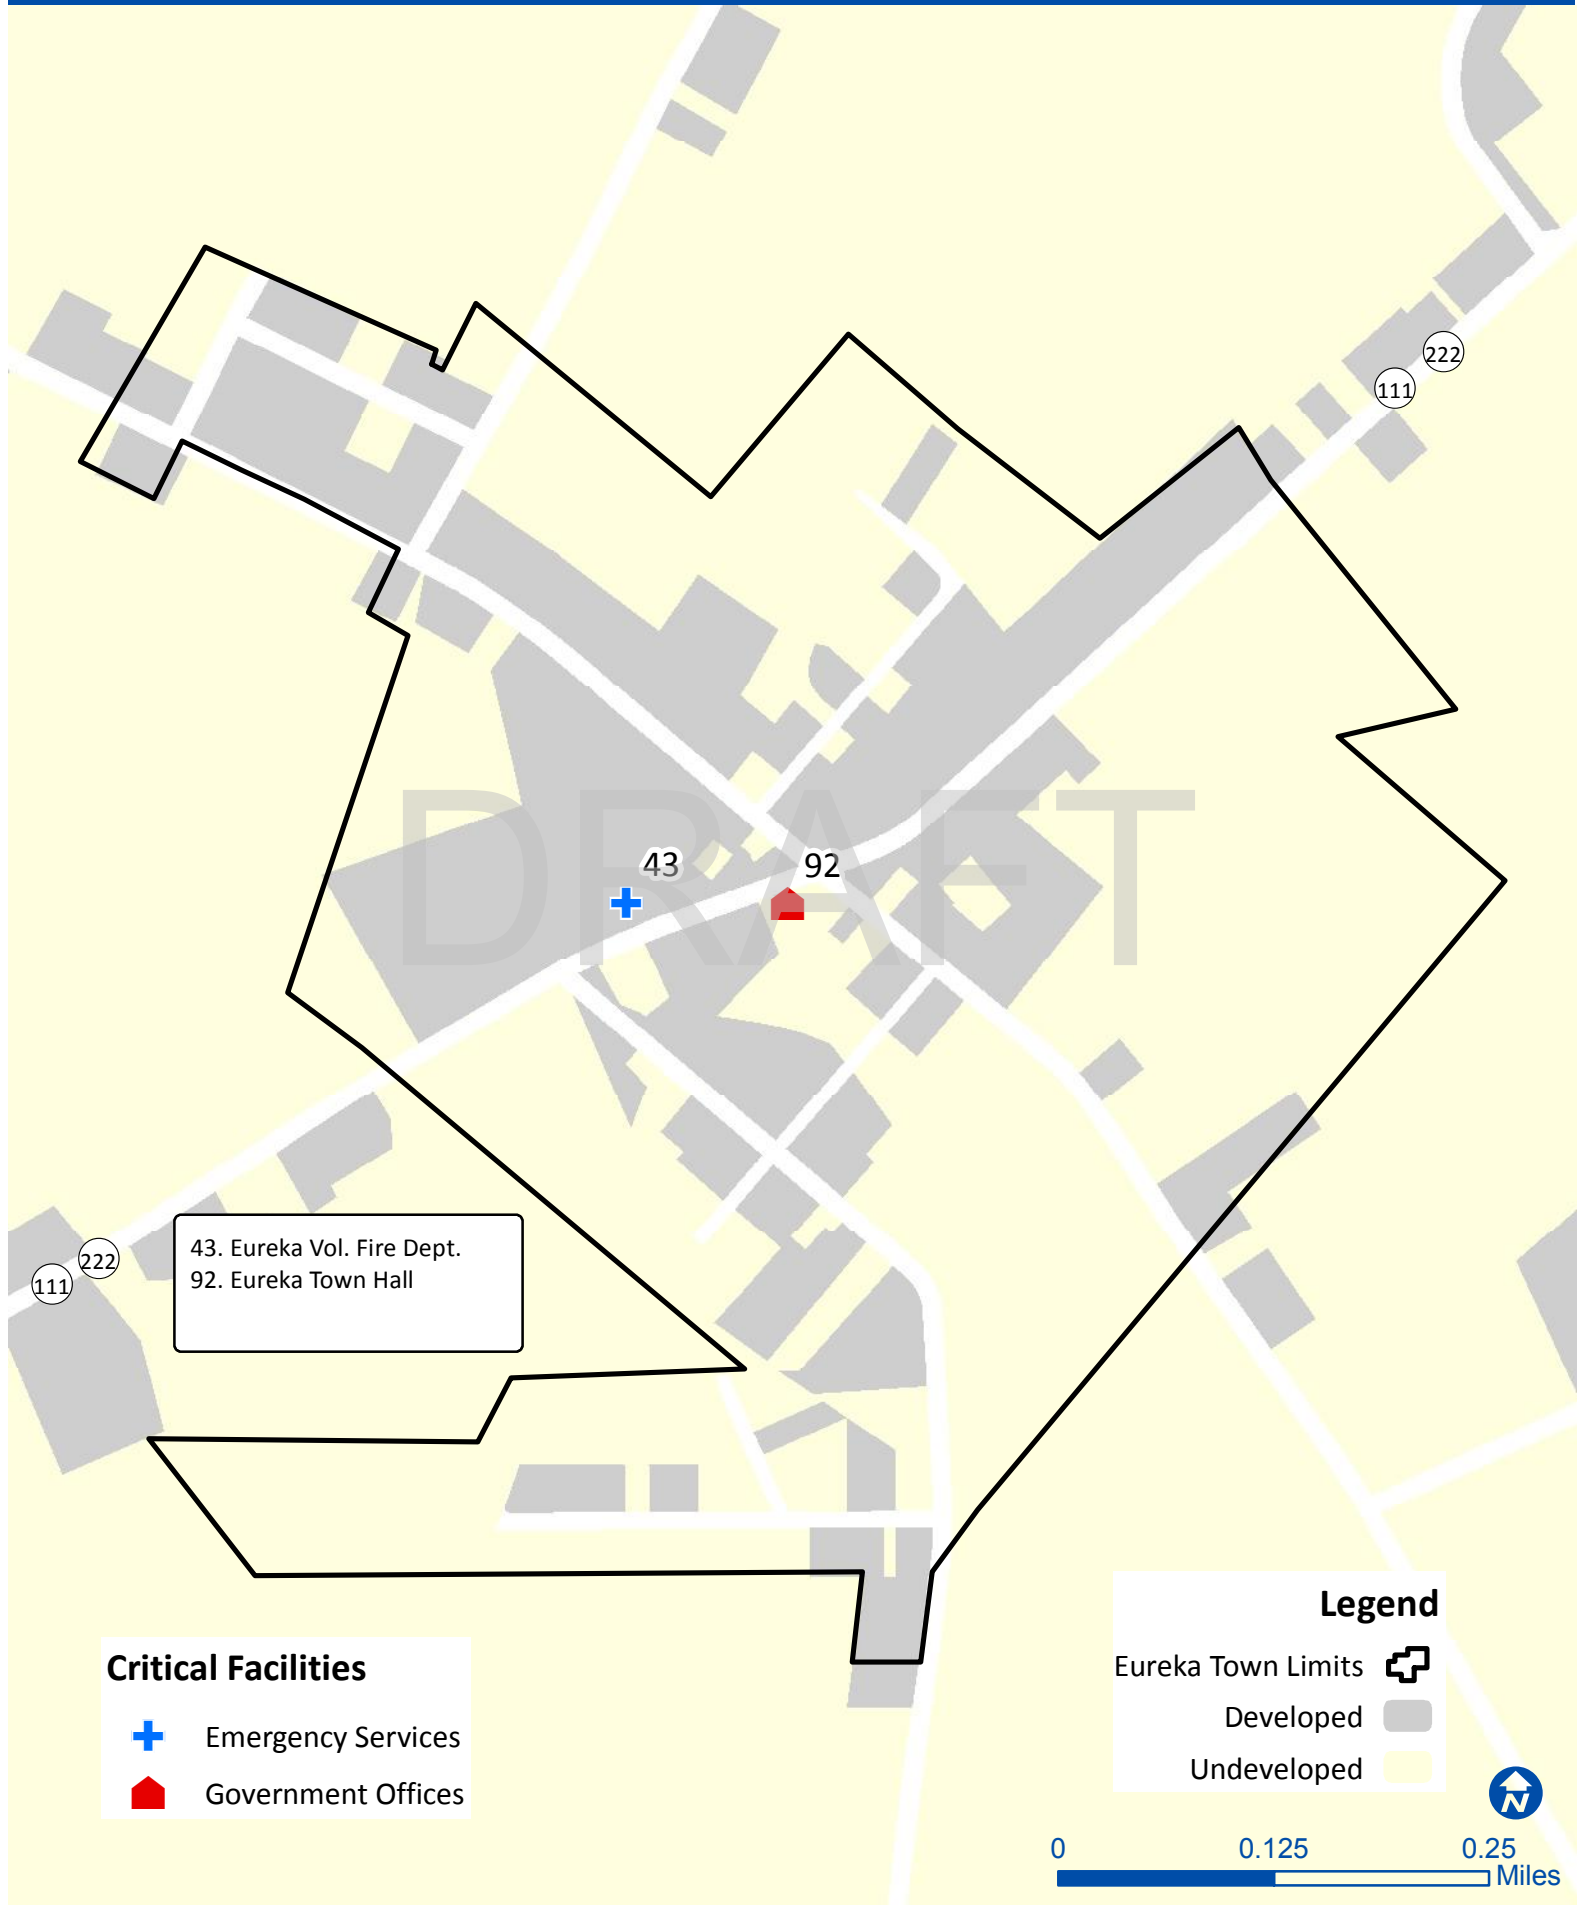 222
111
DRAFT
43
92
222
111
43. Eureka Vol. Fire Dept.
92. Eureka Town Hall
Critical Facilities
Emergency Services
Government Offices
Legend
Eureka Town Limits
Developed
Undeveloped
N
0 0.125 0.25
Miles